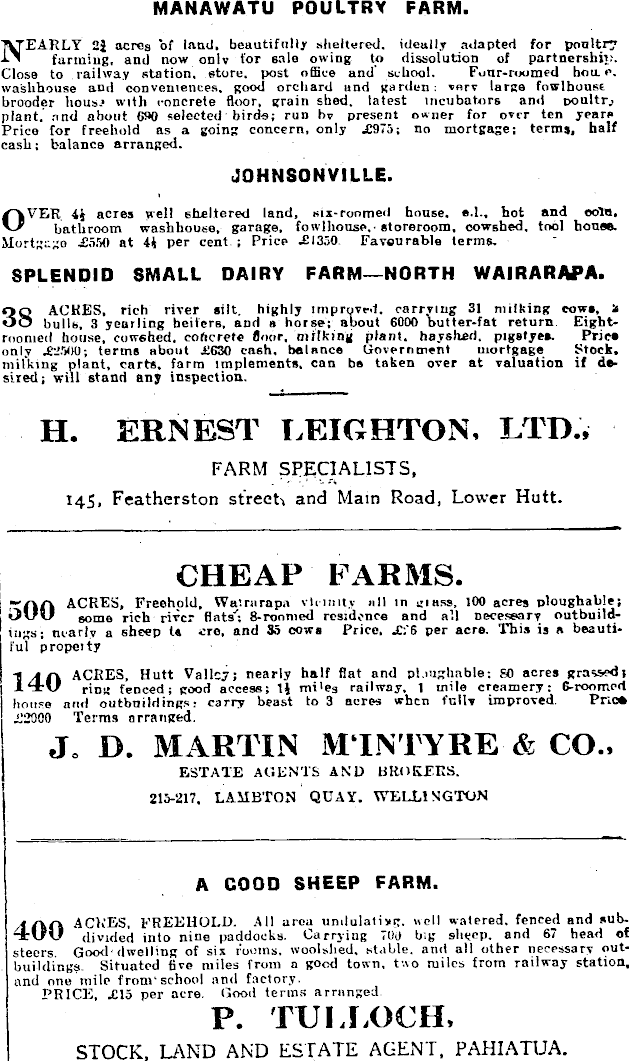 MANAWATU POULTRY FARM.
NEARLY 2¾ acres of land, beautifully sheltered, ideally adapted for poultry
farming, and now only for sale owing to dissolution of partnership.
Close to railway station, store, post office and school. Four-roomed house,
washhouse and conveniences, good orchard and garden; very large fowlhouse
brooder house with concrete floor, grain shed, latest incubators and poultry
plant, and about 690 selected birds; run by present owner for over ten years
Price for freehold as a going concern, only £975; no mortgage; terms, half
cash; balance arranged.
JOHNSONVILLE.
OVER 4½ acres well sheltered land, six-roomed house, e.l., hot and cold,
bathroom washhouse, garage, fowlhouse, storeroom, cowshed, tool house.
Mortgage £550 at 4½ per cent.; Price £1350. Favourable terms.
SPLENDID SMALL DAIRY FARM—NORTH WAIRARAPA.
38 ACRES, rich river silt, highly improved, carrying 31 milking cows, 2
bulls, 3 yearling heifers, and a horse; about 6000 butter-fat return. Eight-
roomed house, cowshed, concrete floor, milking plant, hayshed, pigstyes. Price
only £2500; terms about £630 cash, balance Government mortgage Stock,
milking plant, carts, farm implements, can be taken over at valuation if de-
sired; will stand any inspection.
H. ERNEST LEIGHTON, LTD.,
FARM SPECIALISTS,
145, Featherston street, and Main Road, Lower Hutt.
CHEAP FARMS.
500 ACRES, Freehold, Wairarapa vicinity all in grass, 100 acres ploughable;
some rich river flats; 8-roomed residence and all necessary outbuild-
ings; nearly a sheep to acre, and 35 cows Price, per acre. This is a beauti-
ful property
140 ACRES, Hutt Valley; nearly half flat and ploughable; 80 acres grassed;
ring fenced; good access; 1½ miles railway, 1 mile creamery; 6-roomed
house and outbuildings; carry beast to 3 acres when fully improved. Price
£2900 Terms arranged.
J. D. MARTIN M'INTYRE & CO.,
ESTATE AGENTS AND BROKERS,
215-217, LAMBTON QUAY, WELLINGTON
A GOOD SHEEP FARM.
400 ACRES, FREEHOLD. All area undulating, well watered, fenced and sub-
divided into nine paddocks. Carrying 700 big sheep, and 67 head of
steers. Good dwelling of six rooms, woolshed, stable, and all other necessary out-
buildings. Situated five miles from a good town, two miles from railway station,
and one mile from school and factory.
PRICE, £15 per acre. Good terms arranged
P. TULLOCH,
STOCK, LAND AND ESTATE AGENT, PAHIATUA.